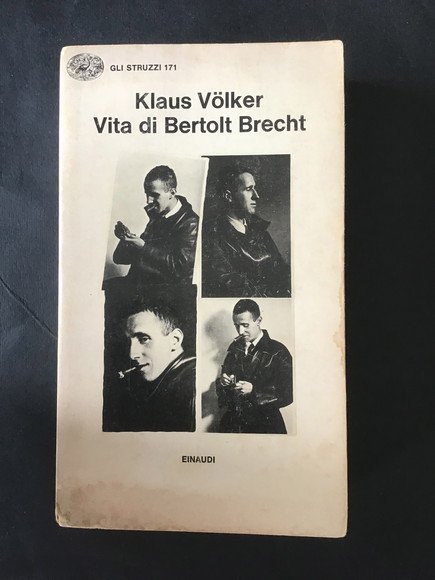 GLI STRUZZI 171
Klaus Völker
Vita di Bertolt Brecht
EINAUDI